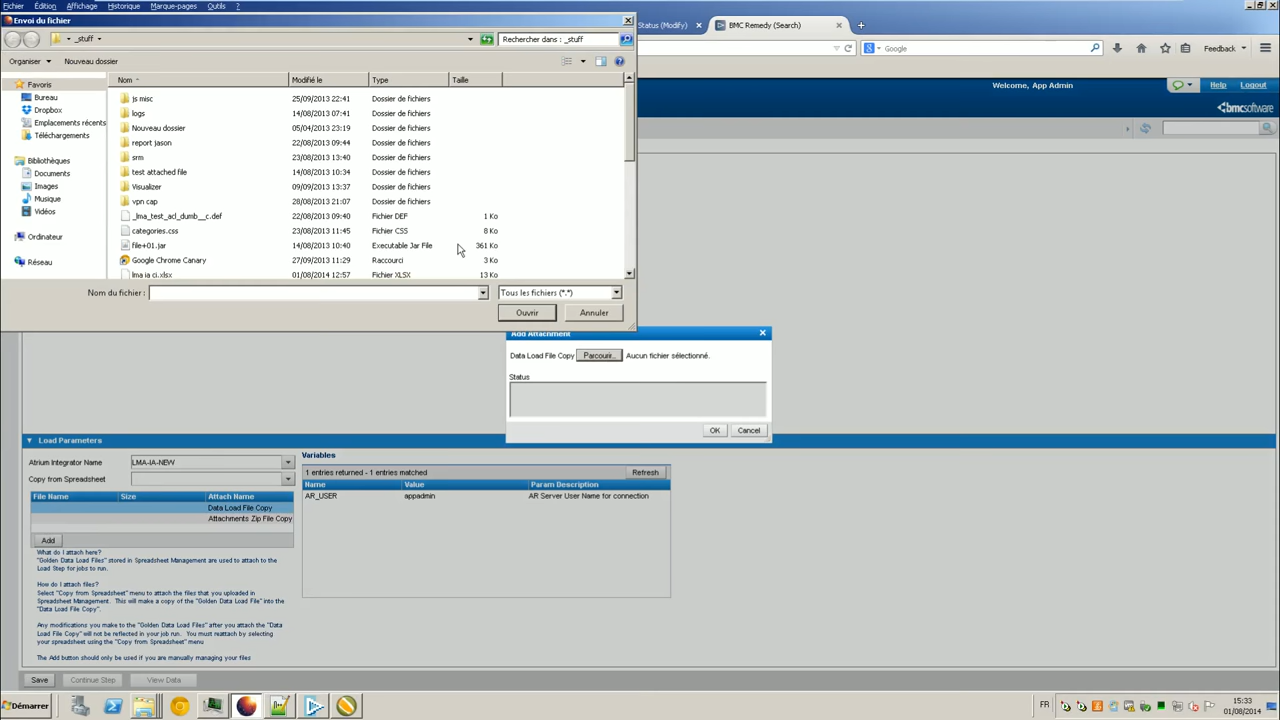 Fichier Édition Affichage Historique Marque-pages Outils ?
Envoi du fichier
Status (Modify)
BMC Remedy (Search)
_stuff
Rechercher dans : _stuff
Google
Feedback
Organiser
Nouveau dossier
Welcome, App Admin
Help
Logout
bmcsoftware
Nom
Modifié le
Type
Taille
Favoris
Bureau
Dropbox
Emplacements récents
Téléchargements
Bibliothèques
Documents
Images
Musique
Vidéos
Ordinateur
Réseau
js misc 25/09/2013 22:41 Dossier de fichiers
logs 14/08/2013 07:41 Dossier de fichiers
Nouveau dossier 05/04/2013 23:19 Dossier de fichiers
report jason 22/08/2013 09:44 Dossier de fichiers
srm 23/08/2013 13:40 Dossier de fichiers
test attached file 14/08/2013 10:34 Dossier de fichiers
Visualizer 09/09/2013 13:37 Dossier de fichiers
vpn cap 28/08/2013 21:07 Dossier de fichiers
_lma_test_acl_dumb__c.def 22/08/2013 09:40 Fichier DEF 1 Ko
categories.css 23/08/2013 11:45 Fichier CSS 8 Ko
file+01.jar 14/08/2013 10:40 Executable Jar File 361 Ko
Google Chrome Canary 27/09/2013 11:29 Raccourci 3 Ko
lma ia ci.xlsx 01/08/2014 12:57 Fichier XLSX 13 Ko
Nom du fichier :
Tous les fichiers (*.*)
Ouvrir
Annuler
Add Attachment
Data Load File Copy Parcourir... Aucun fichier sélectionné.
Status
OK
Cancel
Load Parameters
Atrium Integrator Name LMA-IA-NEW
Copy from Spreadsheet
File Name Size Attach Name
Data Load File Copy
Attachments Zip File Copy
Add
What do I attach here?
"Golden Data Load Files" stored in Spreadsheet Management are used to attach to the
Load Step for jobs to run.
How do I attach files?
Select "Copy from Spreadsheet" menu to attach the files that you uploaded in
Spreadsheet Management. This will make a copy of the "Golden Data Load File" into the
"Data Load File Copy".
Any modifications you make to the "Golden Data Load Files" after you attach the "Data
Load File Copy" will not be reflected in your job run. You must reattach by selecting
your spreadsheet using the "Copy from Spreadsheet" menu
The Add button should only be used if you are manually managing your files
Variables
1 entries returned - 1 entries matched
Refresh
Name Value Param Description
AR_USER appadmin AR Server User Name for connection
Save
Continue Step
View Data
Démarrer
FR
15:33
01/08/2014